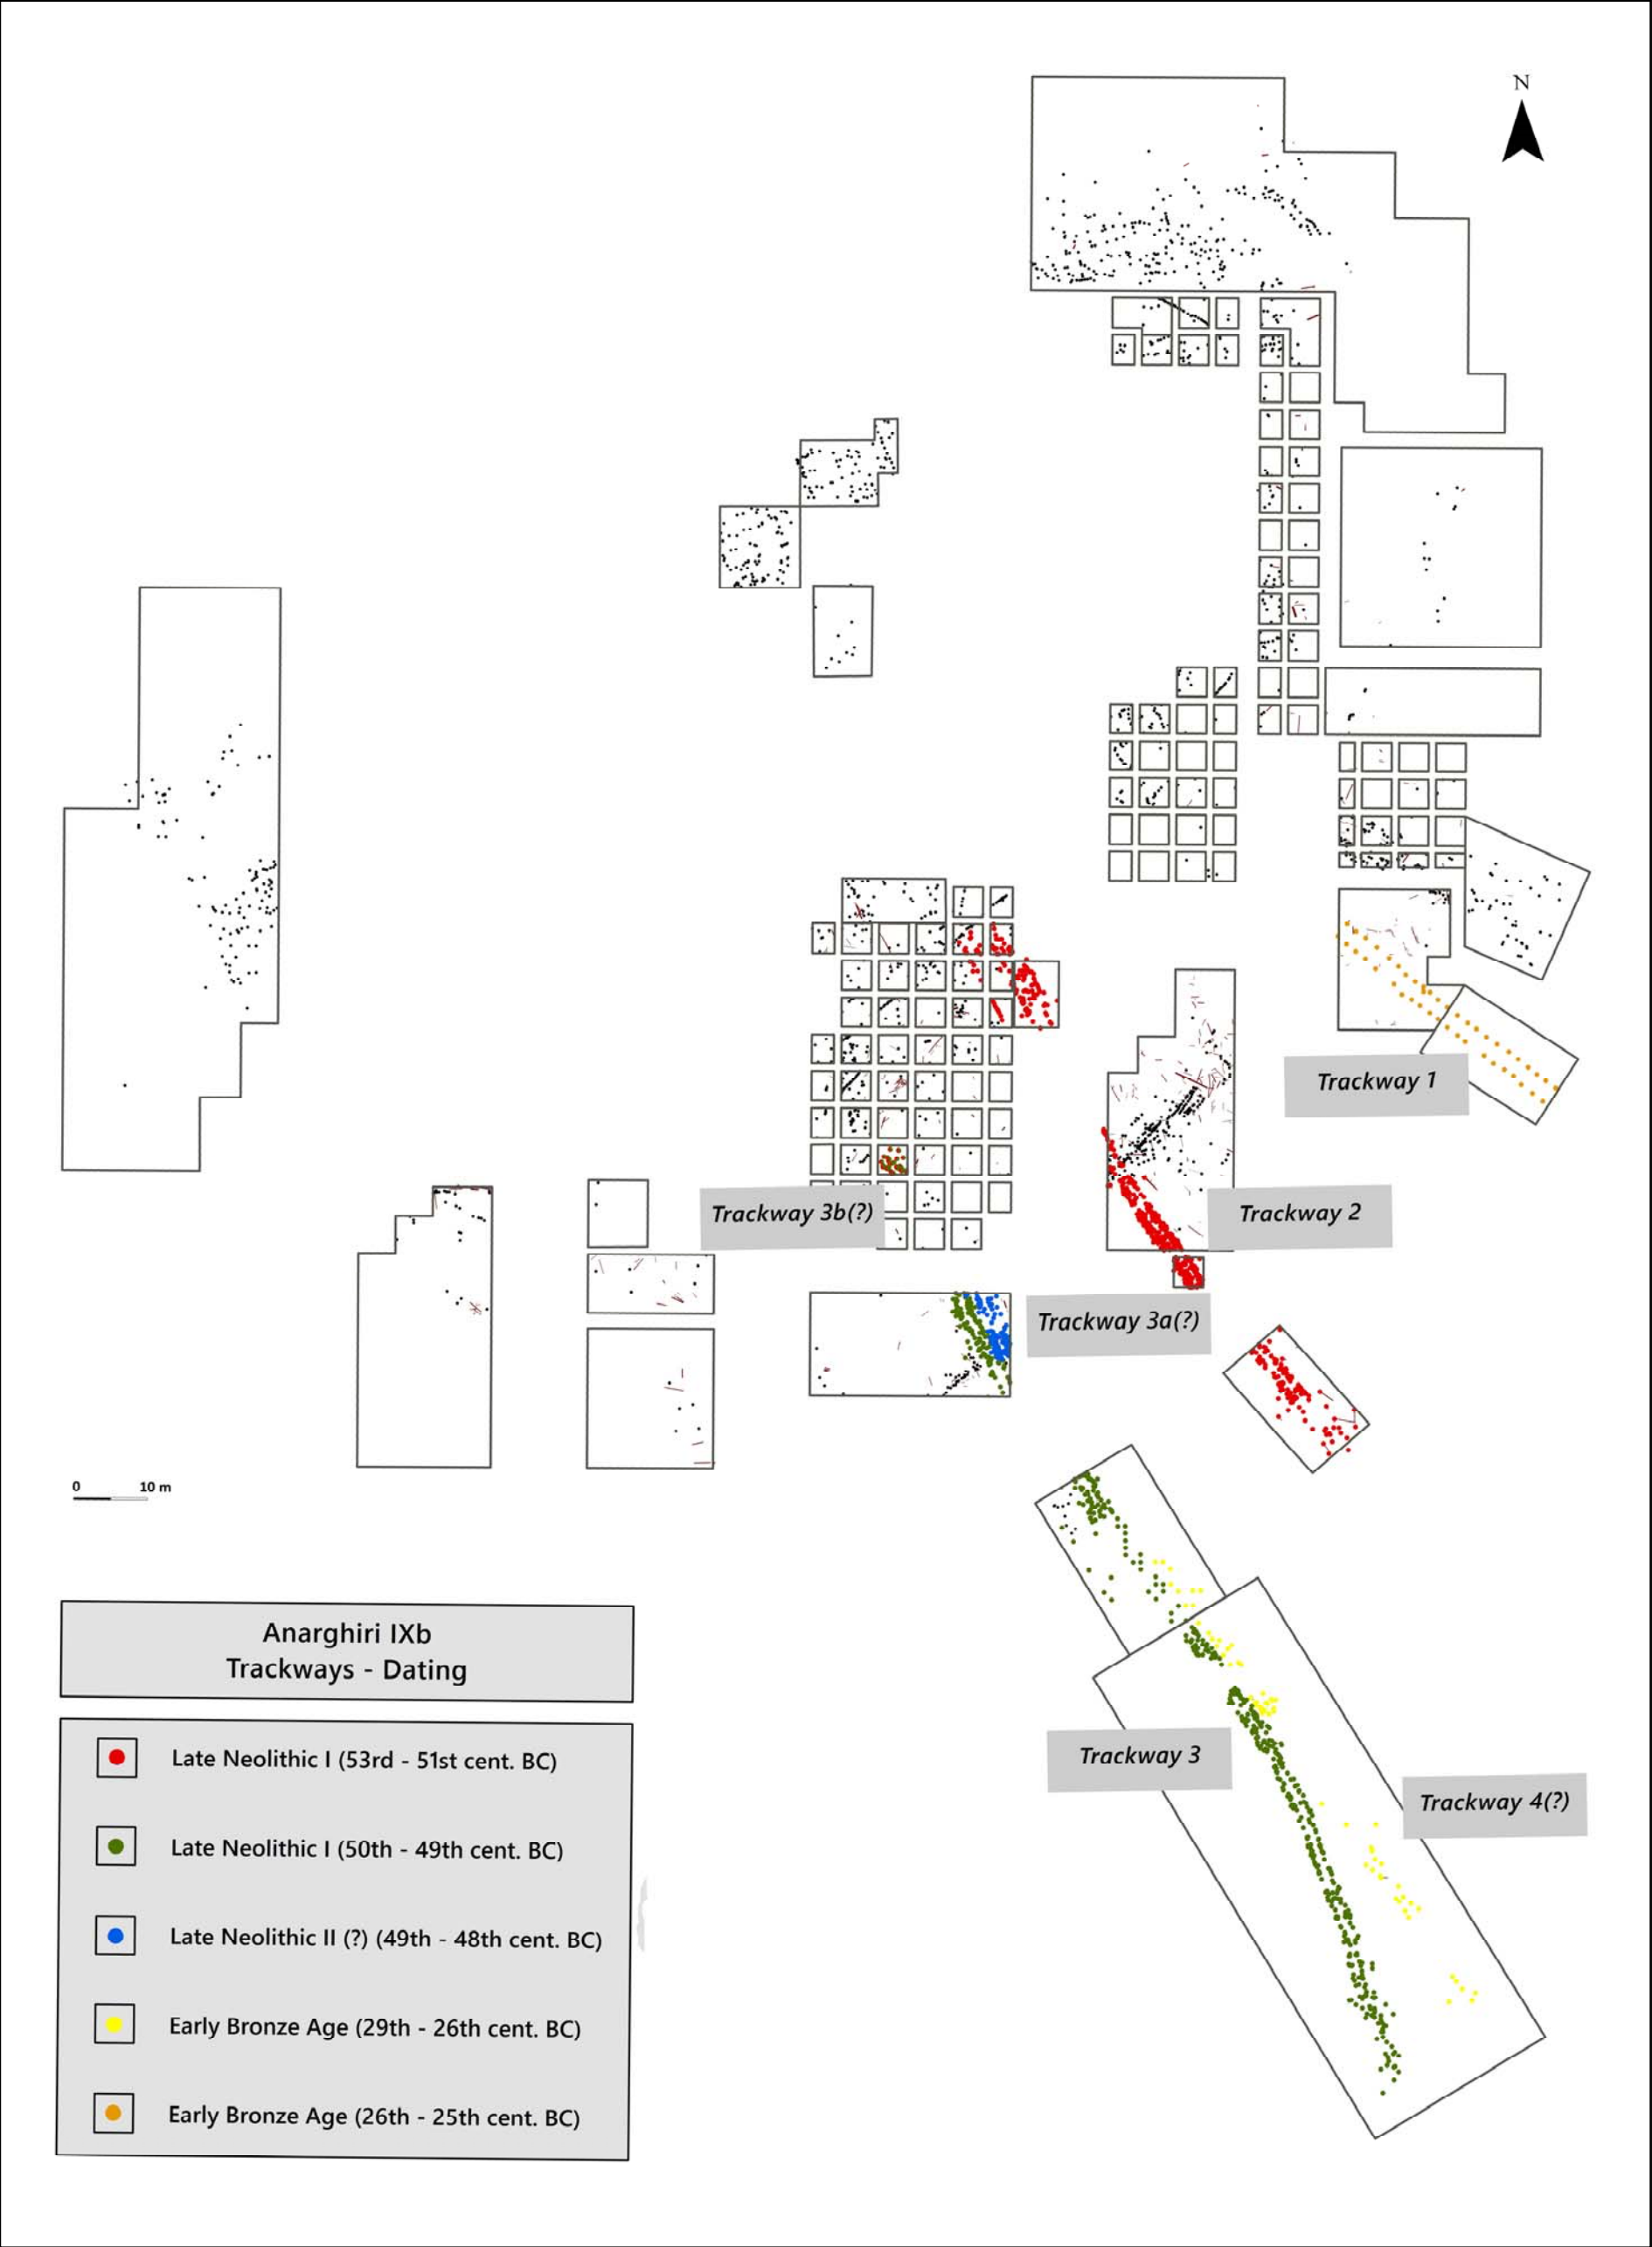 N
Trackway 1
Trackway 3b(?)
Trackway 2
Trackway 3a(?)
0 10 m
Anarghiri IXb
Trackways - Dating
Trackway 3
Trackway 4(?)
Late Neolithic I (53rd - 51st cent. BC)
Late Neolithic I (50th - 49th cent. BC)
Late Neolithic II (?) (49th - 48th cent. BC)
Early Bronze Age (29th - 26th cent. BC)
Early Bronze Age (26th - 25th cent. BC)